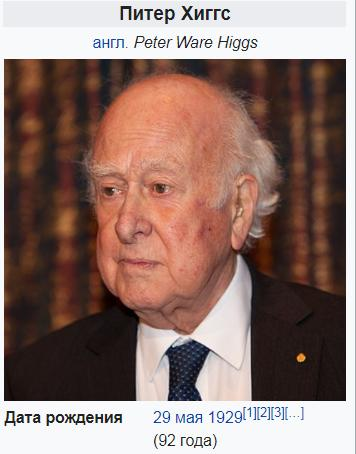 Питер Хиггс
англ. Peter Ware Higgs
Дата рождения 29 мая 1929[1][2][3][…]
(92 года)